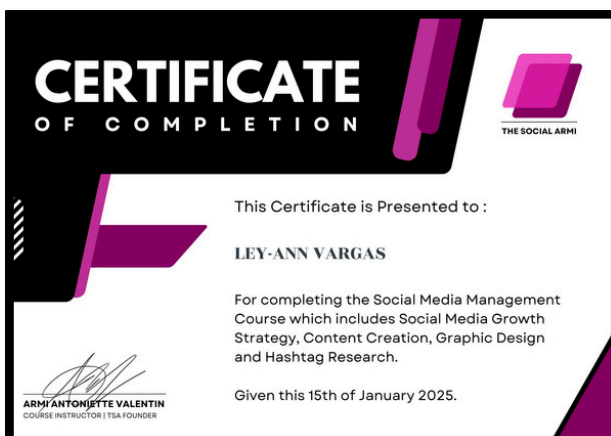 CERTIFICATE
OF COMPLETION
THE SOCIAL ARMI
This Certificate is Presented to :
LEY-ANN VARGAS
For completing the Social Media Management
Course which includes Social Media Growth
Strategy, Content Creation, Graphic Design
and Hashtag Research.
Given this 15th of January 2025.
ARMI ANTONIETTE VALENTIN
COURSE INSTRUCTOR | TSA FOUNDER